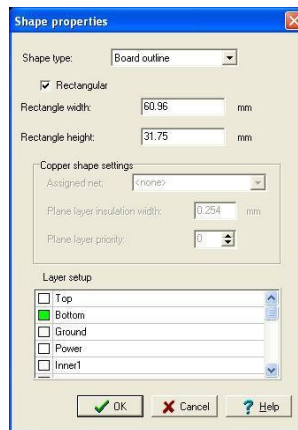 Shape properties
Shape type: Board outline
Rectangular
Rectangle width: 60.96 mm
Rectangle height: 31.75 mm
Copper shape settings
Assigned net: <none>
Plane layer insulation width: 0.254 mm
Plane layer priority: 0
Layer setup
Top
Bottom
Ground
Power
Inner1
OK Cancel ? Help